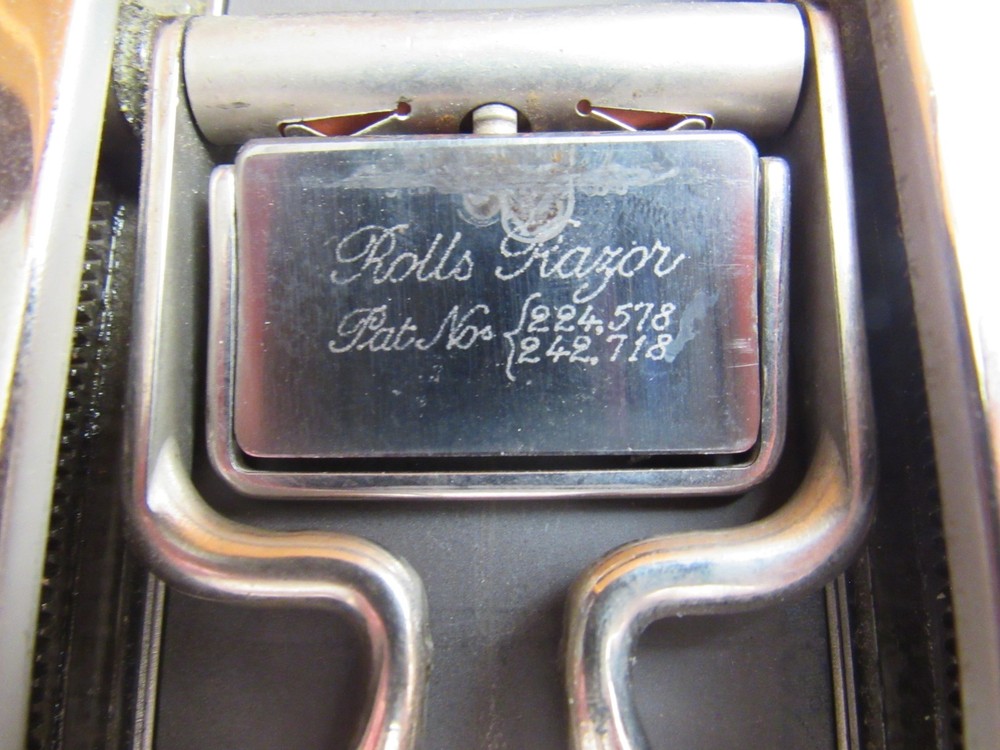 Rolls Razor
Pat Nos { 224,578
242,718